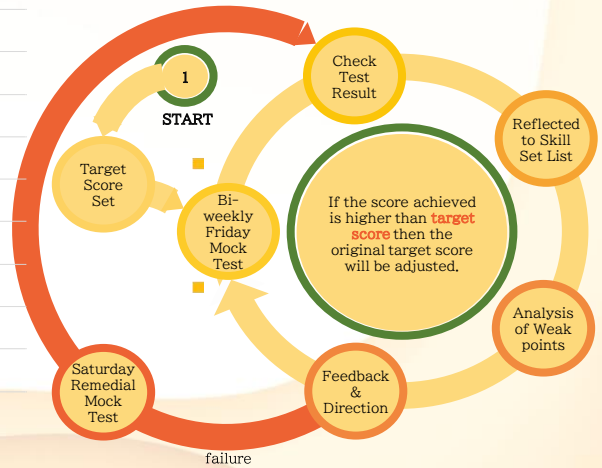 1
START
Target
Score
Set
Bi-
weekly
Friday
Mock
Test
Check
Test
Result
Reflected
to Skill
Set List
Analysis
of Weak
points
Feedback
&
Direction
Saturday
Remedial
Mock
Test
failure
If the score achieved
is higher than target
score then the
original target score
will be adjusted.